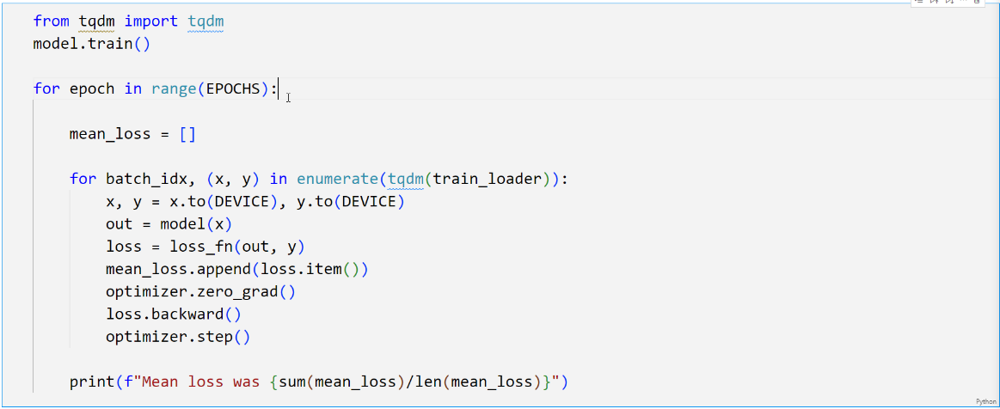 from tqdm import tqdm
model.train()
for epoch in range(EPOCHS):
mean_loss = []
for batch_idx, (x, y) in enumerate(tqdm(train_loader)):
x, y = x.to(DEVICE), y.to(DEVICE)
out = model(x)
loss = loss_fn(out, y)
mean_loss.append(loss.item())
optimizer.zero_grad()
loss.backward()
optimizer.step()
print(f"Mean loss was {sum(mean_loss)/len(mean_loss)}")
Python